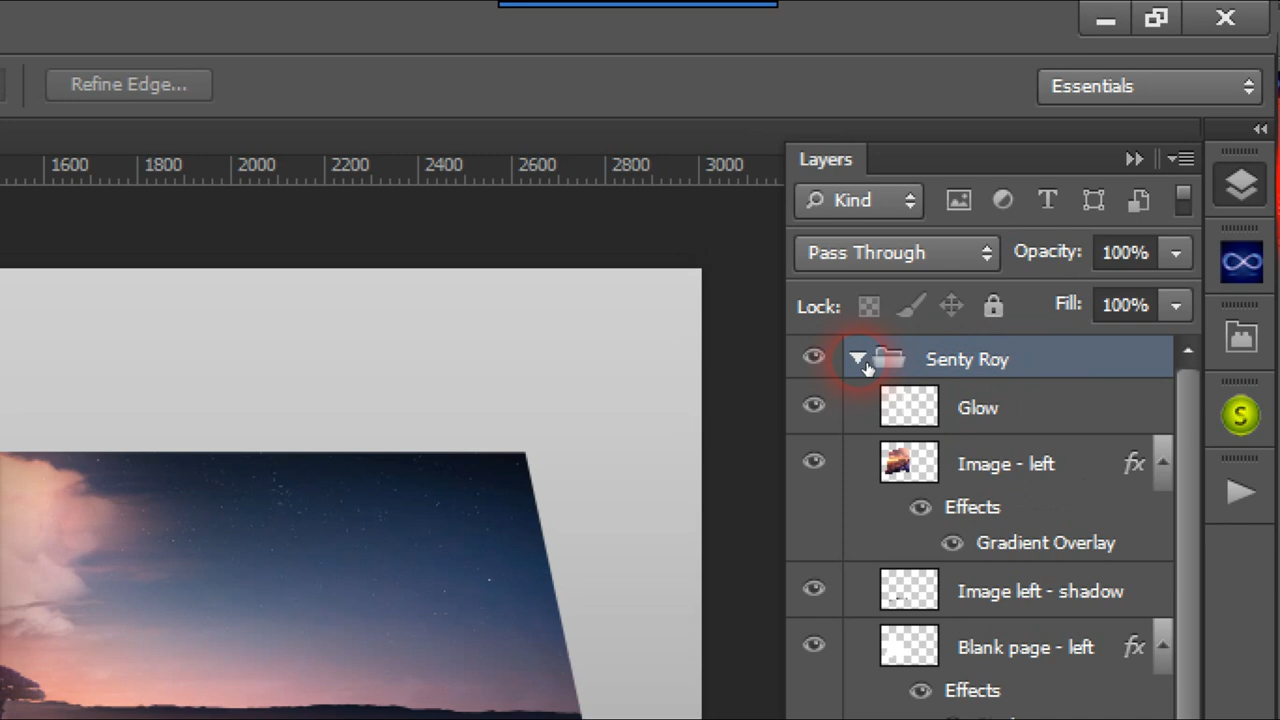 Refine Edge...
Essentials
1600 1800 2000 2200 2400 2600 2800 3000
Layers
Kind
Pass Through Opacity: 100%
Lock: Fill: 100%
Senty Roy
Glow
Image - left fx
Effects
Gradient Overlay
Image left - shadow
Blank page - left fx
Effects
S